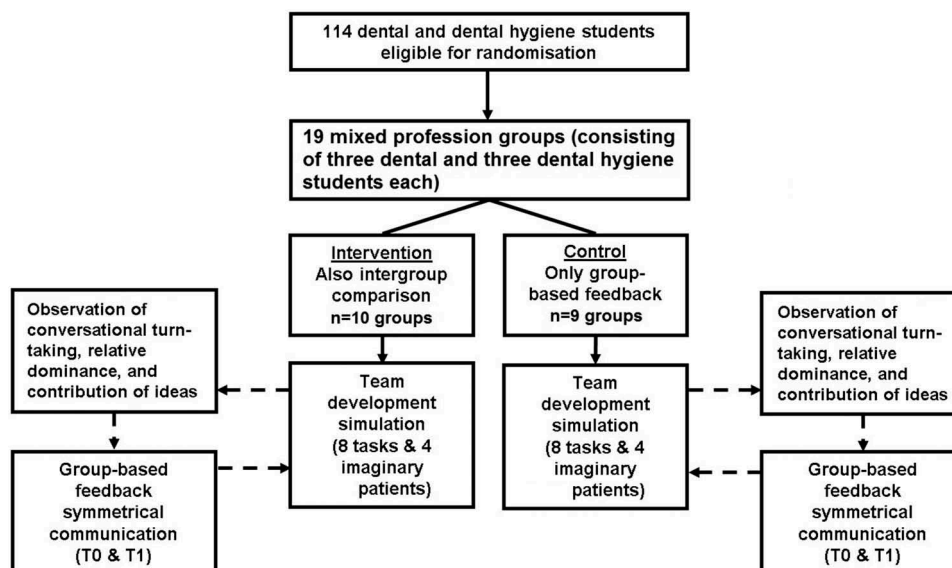 114 dental and dental hygiene students
eligible for randomisation
19 mixed profession groups (consisting
of three dental and three dental hygiene
students each)
Intervention
Also intergroup
comparison
n=10 groups
Control
Only group-
based feedback
n=9 groups
Observation of
conversational turn-
taking, relative
dominance, and
contribution of ideas
Team
development
simulation
(8 tasks & 4
imaginary
patients)
Team
development
simulation
(8 tasks & 4
imaginary
patients)
Observation of
conversational turn-
taking, relative
dominance, and
contribution of ideas
Group-based
feedback
symmetrical
communication
(T0 & T1)
Group-based
feedback
symmetrical
communication
(T0 & T1)